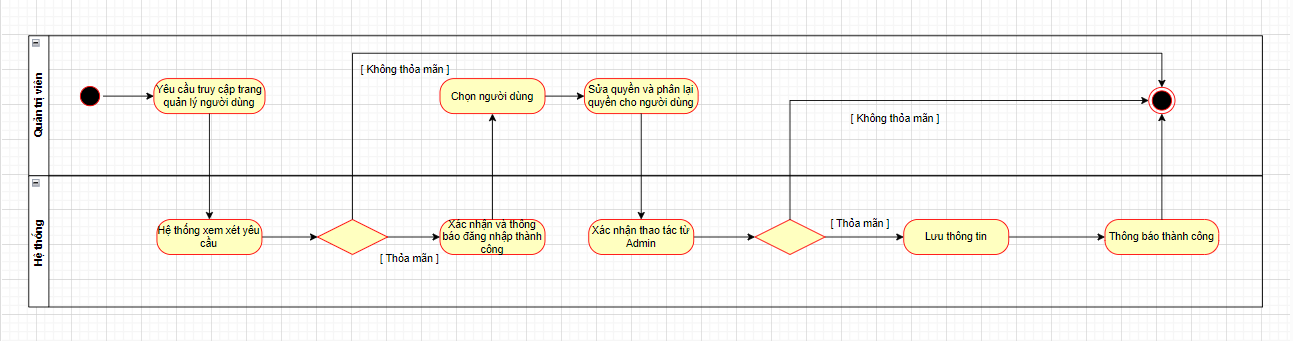 Quản trị viên
Yêu cầu truy cập trang
quản lý người dùng
[ Không thỏa mãn ]
Chọn người dùng
Sửa quyền và phân lại
quyền cho người dùng
[ Không thỏa mãn ]
Hệ thống
Hệ thống xem xét yêu
cầu
[ Thỏa mãn ]
Xác nhận và thông
báo đăng nhập thành
công
Xác nhận thao tác từ
Admin
[ Thỏa mãn ]
Lưu thông tin
Thông báo thành công